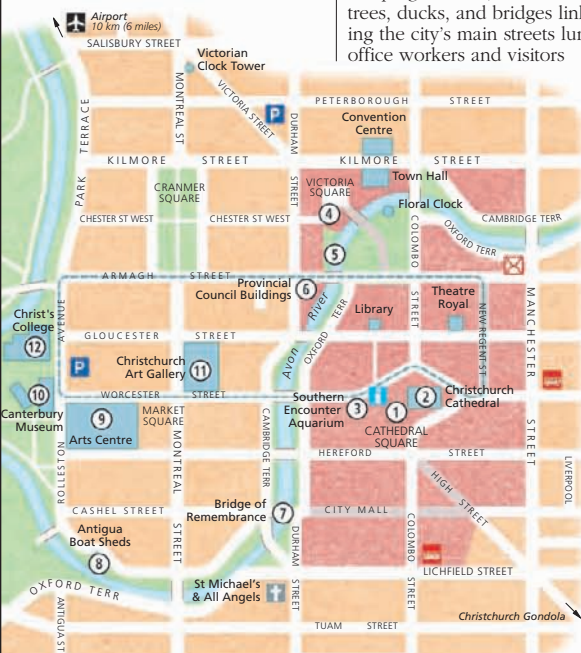 trees, ducks, and bridges link
ing the city's main streets lur
office workers and visitors
Airport
10 km (6 miles)
SALISBURY STREET
Victorian
Clock Tower
MONTREAL ST
VICTORIA STREET
P
DURHAM
STREET
PETERBOROUGH STREET
Convention
Centre
PARK TERRACE
KILMORE STREET
KILMORE STREET
Town Hall
CRANMER
SQUARE
VICTORIA
SQUARE
4
Floral Clock
CHESTER ST WEST
CHESTER ST WEST
CAMBRIDGE TERR
OXFORD TERR
5
COLOMBO
STREET
ARMAGH STREET
Provincial
Council Buildings
6
Avon River
OXFORD TERR
Library
Theatre
Royal
NEW REGENT ST
MANCHESTER
STREET
Christ's
College
12
ROLLESTON AVENUE
GLOUCESTER STREET
P
Christchurch
Art Gallery
11
10
Canterbury
Museum
WORCESTER STREET
9
Arts Centre
MARKET
SQUARE
Southern
Encounter
Aquarium
3
i
1
2
Christchurch
Cathedral
CATHEDRAL
SQUARE
MONTREAL
STREET
CAMBRIDGE TERR
HEREFORD STREET
HIGH STREET
LIVERPOOL
CASHEL STREET
Bridge of
Remembrance
7
CITY MALL
DURHAM
STREET
COLOMBO
STREET
Antigua
Boat Sheds
8
LICHFIELD STREET
OXFORD TERR
St Michael's
& All Angels
ANTIGUA ST
TUAM STREET
Christchurch Gondola